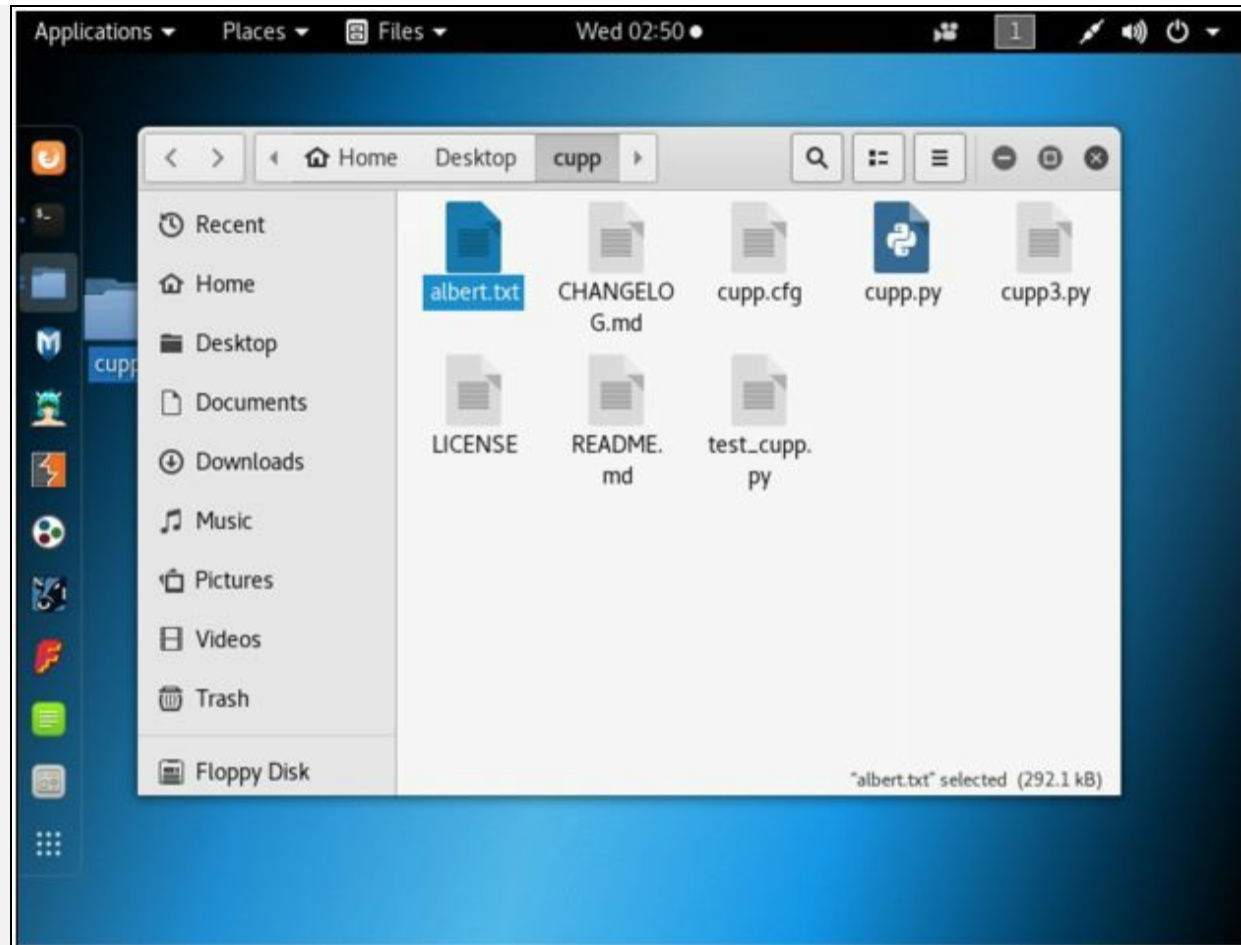 Applications Places Files Wed 02:50 1
Home Desktop cupp
Recent
Home
Desktop
Documents
Downloads
Music
Pictures
Videos
Trash
Floppy Disk
cupp
albert.txt CHANGELO cupp.cfg cupp.py cupp3.py
G.md
LICENSE README. test_cupp.
md py
"albert.txt" selected (292.1 kB)